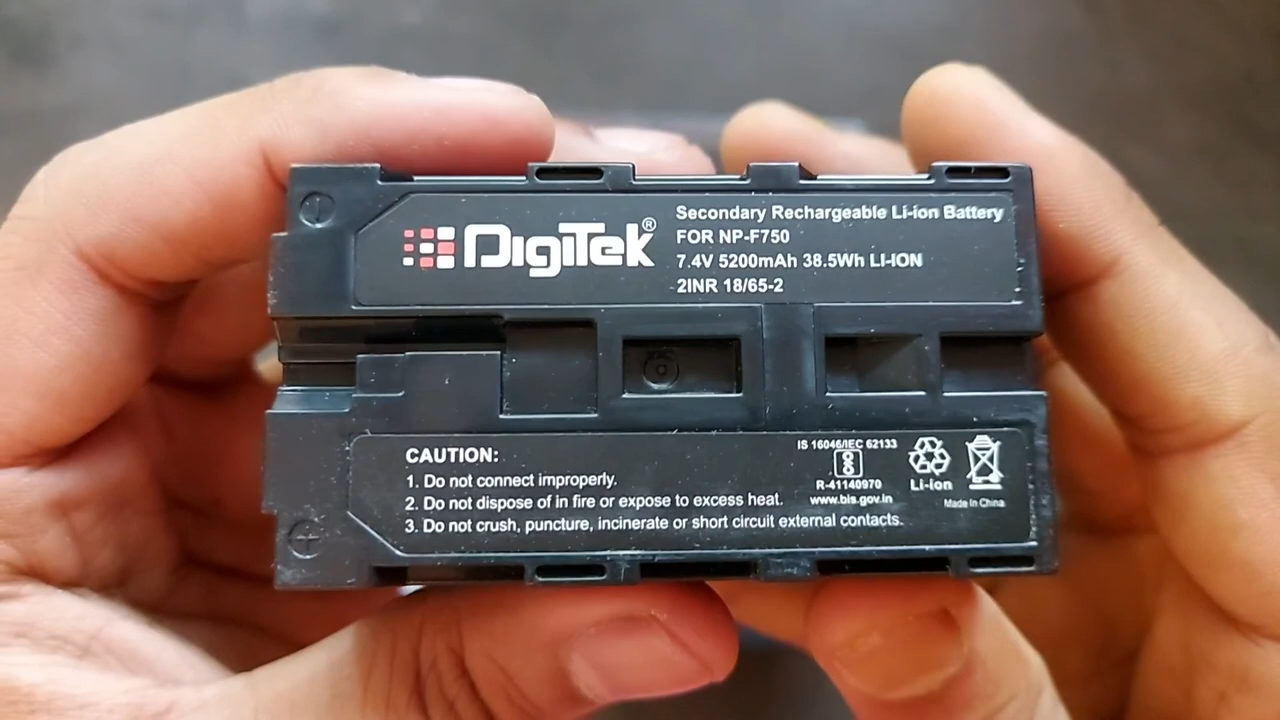 DIGITEK®
Secondary Rechargeable Li-ion Battery
FOR NP-F750
7.4V 5200mAh 38.5Wh LI-ION
2INR 18/65-2
CAUTION:
1. Do not connect improperly.
2. Do not dispose of in fire or expose to excess heat.
3. Do not crush, puncture, incinerate or short circuit external contacts.
IS 16046/IEC 62133
R-41140970
www.bis.gov.in
Li-ion
Made In China